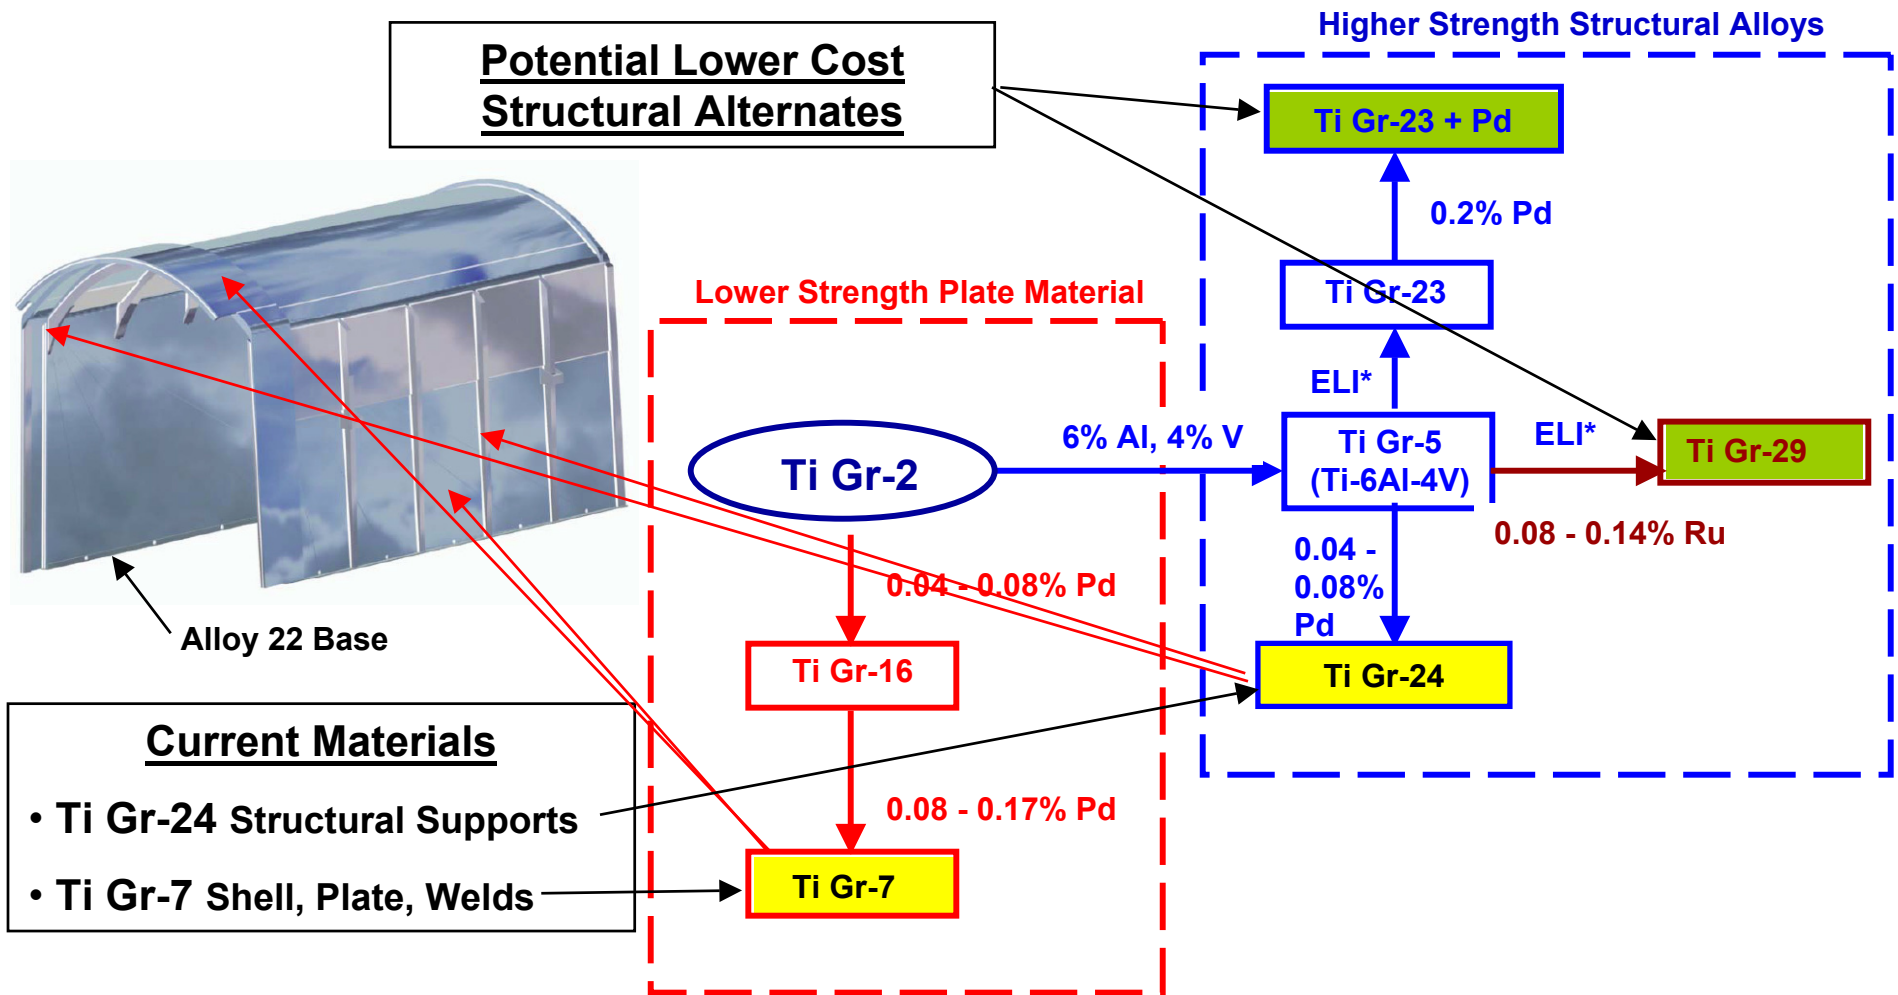 Higher Strength Structural Alloys
Potential Lower Cost
Structural Alternates
Ti Gr-23 + Pd
0.2% Pd
Ti Gr-23
Lower Strength Plate Material
ELI*
6% Al, 4% V
Ti Gr-5
(Ti-6Al-4V)
ELI*
Ti Gr-29
Ti Gr-2
0.08 - 0.14% Ru
0.04 -
0.08%
Pd
0.04 - 0.08% Pd
Alloy 22 Base
Ti Gr-16
Ti Gr-24
Current Materials
• Ti Gr-24 Structural Supports
0.08 - 0.17% Pd
• Ti Gr-7 Shell, Plate, Welds
Ti Gr-7